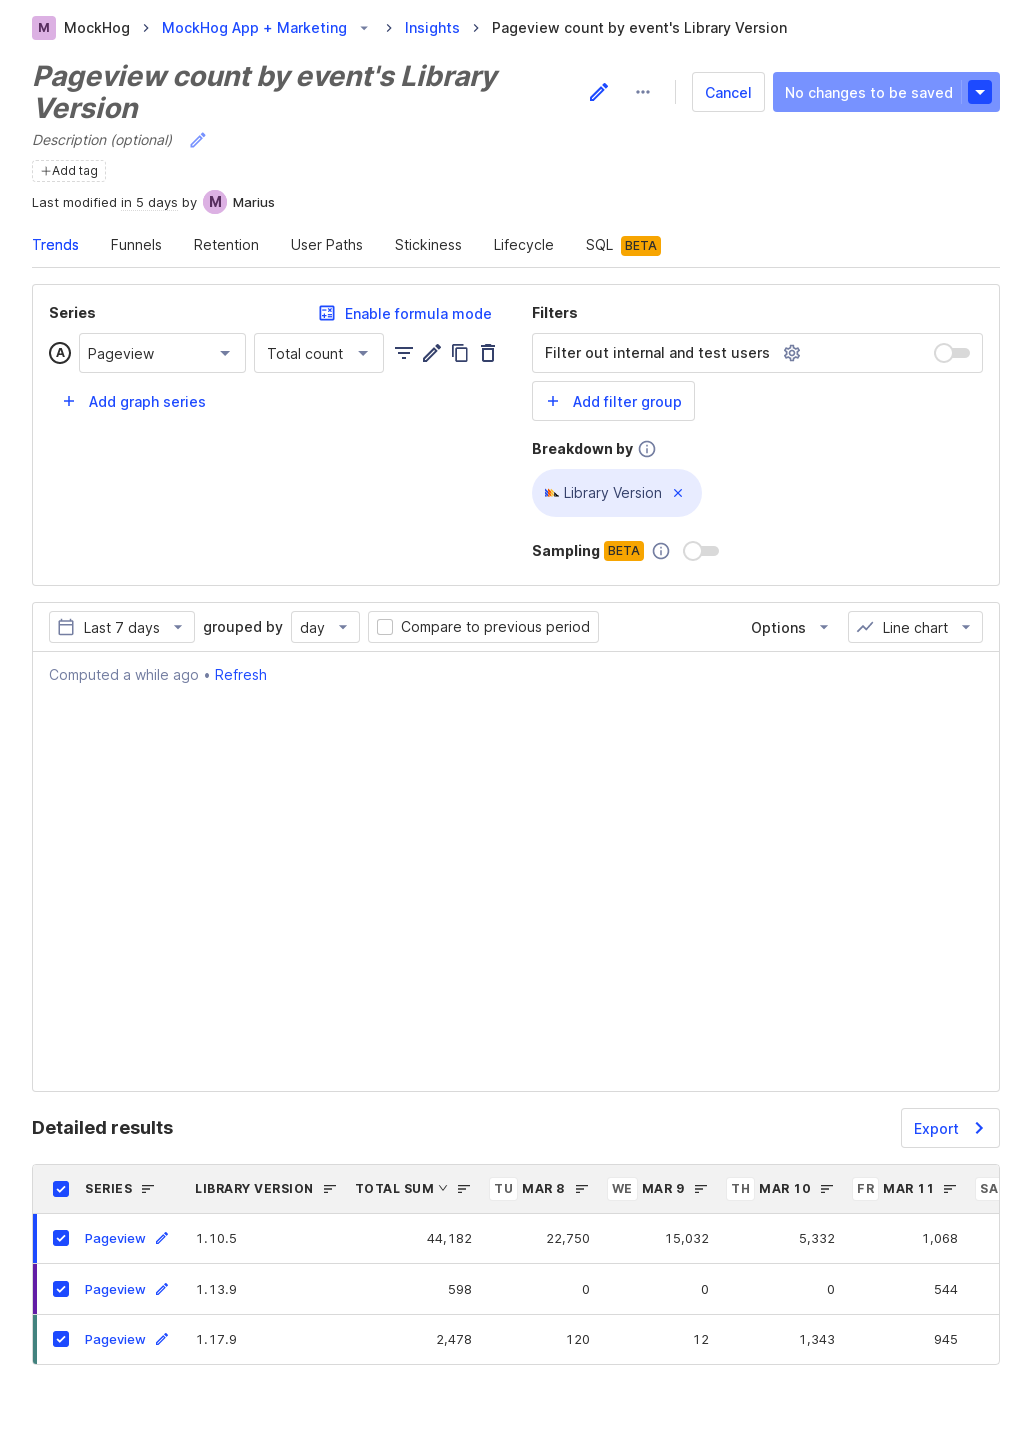 M MockHog MockHog App + Marketing Insights Pageview count by event's Library Version
Pageview count by event's Library
Version
Cancel No changes to be saved
Description (optional)
Add tag
Last modified in 5 days by M Marius
Trends Funnels Retention User Paths Stickiness Lifecycle SQL BETA
Series Enable formula mode Filters
A Pageview Total count Filter out internal and test users
Add graph series Add filter group
Breakdown by
Library Version
Sampling BETA
Last 7 days grouped by day Compare to previous period Options Line chart
Computed a while ago • Refresh
Detailed results Export
SERIES LIBRARY VERSION TOTAL SUM TU MAR 8 WE MAR 9 TH MAR 10 FR MAR 11 SA
Pageview 1.10.5 44,182 22,750 15,032 5,332 1,068
Pageview 1.13.9 598 0 0 0 544
Pageview 1.17.9 2,478 120 12 1,343 945